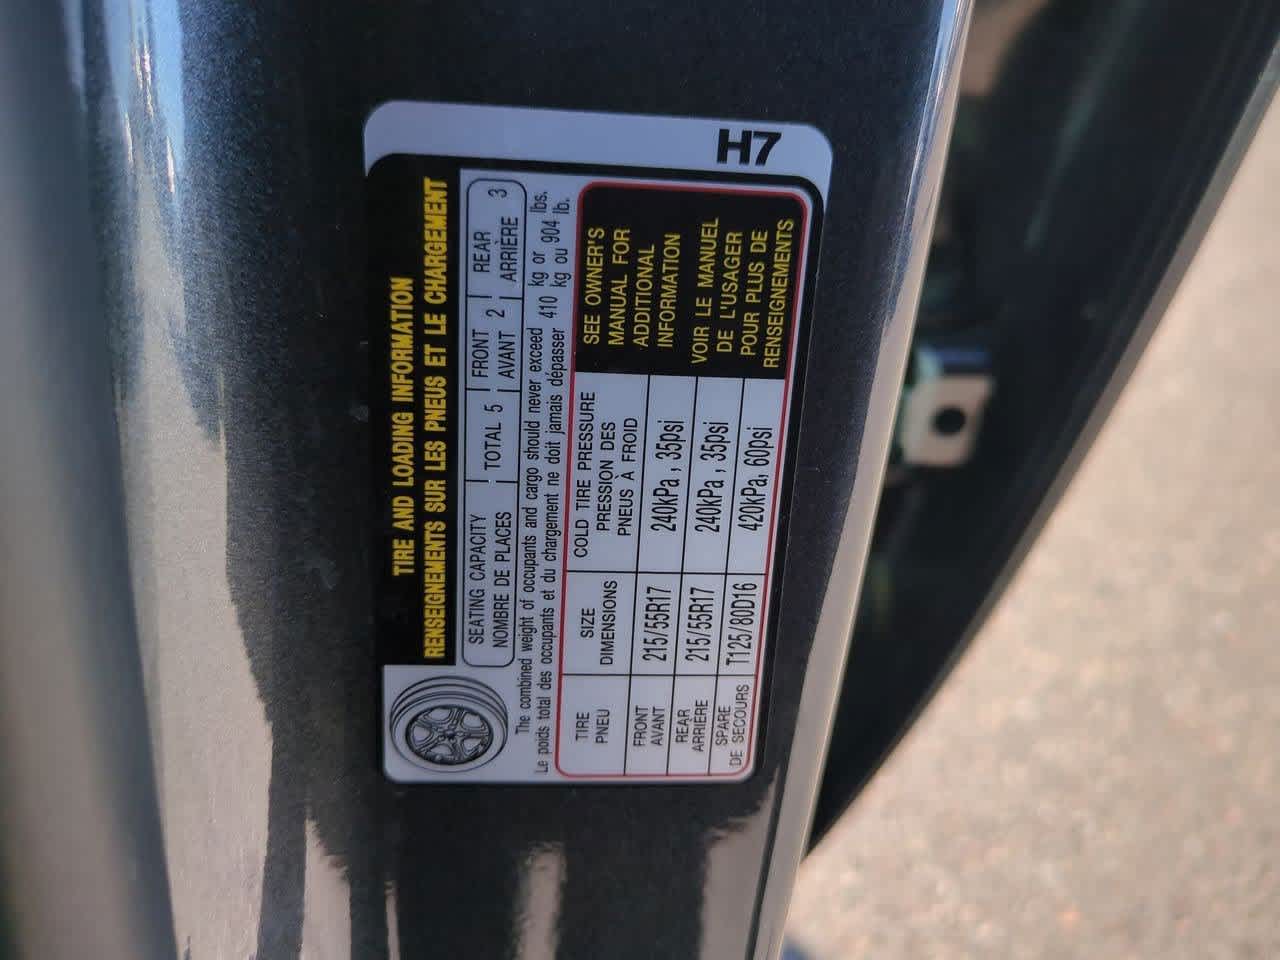 H7
TIRE AND LOADING INFORMATION
RENSEIGNEMENTS SUR LES PNEUS ET LE CHARGEMENT
SEATING CAPACITY
NOMBRE DE PLACES
TOTAL 5
FRONT
AVANT 2
REAR
ARRIÈRE 3
The combined weight of occupants and cargo should never exceed 410 kg or lbs.
Le poids total des occupants et du chargement ne doit jamais dépasser kg ou 904 lb.
TIRE
PNEU
SIZE
DIMENSIONS
COLD TIRE PRESSURE
PRESSION DES
PNEUS À FROID
FRONT
AVANT
215/55R17
240kPa , 35psi
REAR
ARRIÈRE
215/55R17
240kPa , 35psi
SPARE
DE SECOURS
T125/80D16
420kPa, 60psi
SEE OWNER'S
MANUAL FOR
ADDITIONAL
INFORMATION
VOIR LE MANUEL
DE L'USAGER
POUR PLUS DE
RENSEIGNEMENTS